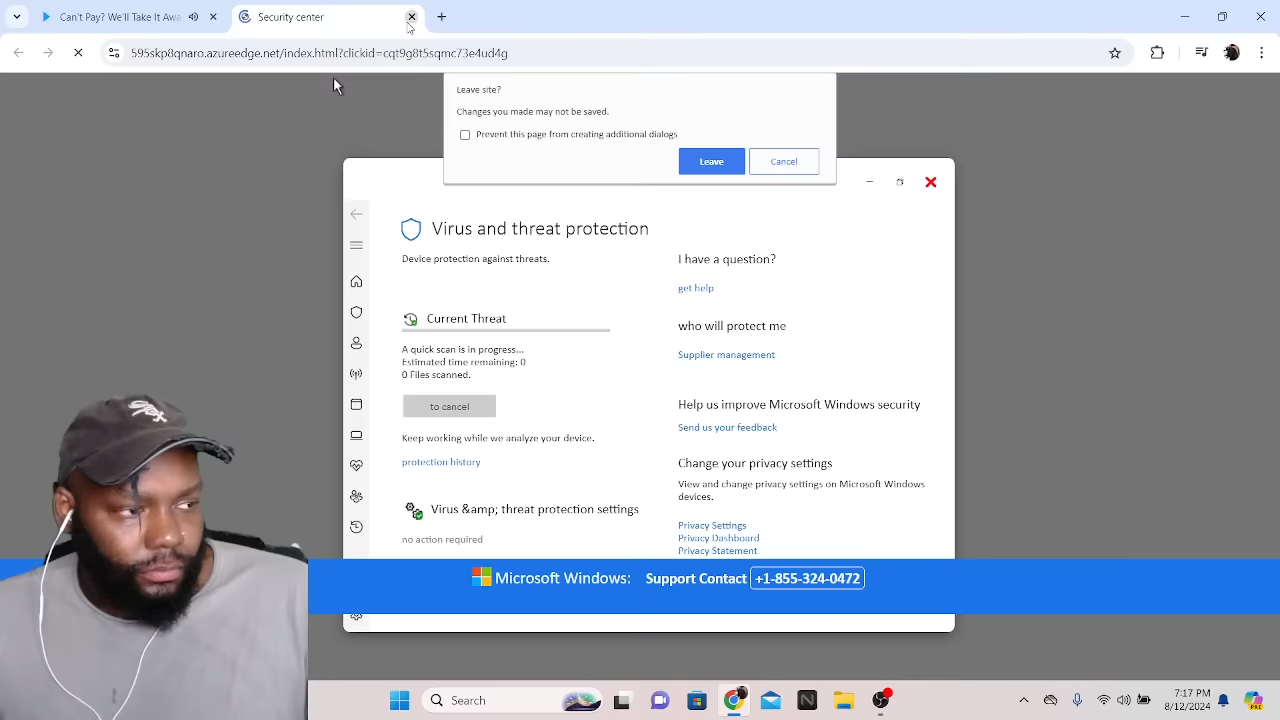 Can't Pay? We'll Take It Awa
Security center
595skp8qnaro.azureedge.net/index.html?clickid=cqt9g8t5sqmc73e4ud4g
Leave site?
Changes you made may not be saved.
Prevent this page from creating additional dialogs
Leave
Cancel
Virus and threat protection
Device protection against threats.
I have a question?
get help
Current Threat
who will protect me
A quick scan is in progress...
Estimated time remaining: 0
0 Files scanned.
Supplier management
to cancel
Help us improve Microsoft Windows security
Send us your feedback
Keep working while we analyze your device.
protection history
Change your privacy settings
View and change privacy settings on Microsoft Windows
devices.
Virus &amp; threat protection settings
no action required
Privacy Settings
Privacy Dashboard
Privacy Statement
Microsoft Windows: Support Contact +1-855-324-0472
Search
7:17 PM
8/12/2024
PRE